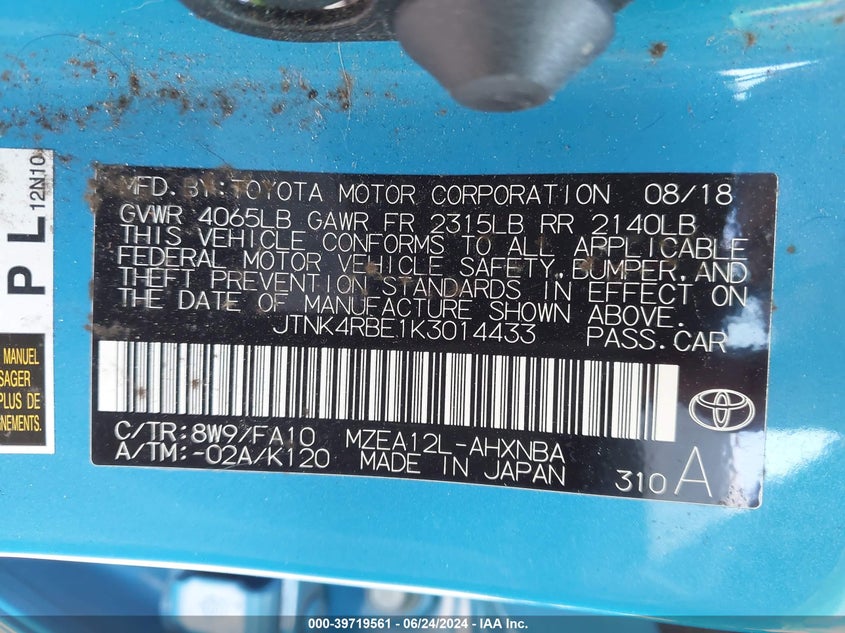 MFD. BY: TOYOTA MOTOR CORPORATION 08/18
GVWR 4065LB GAWR FR 2315LB RR 2140LB
THIS VEHICLE CONFORMS TO ALL APPLICABLE
FEDERAL MOTOR VEHICLE SAFETY, BUMPER, AND
THEFT PREVENTION STANDARDS IN EFFECT ON
THE DATE OF MANUFACTURE SHOWN ABOVE.
JTNK4RBE1K3014433 PASS.CAR
C/TR: 8W9/FA10 MZEA12L-AHXNBA
A/TM: -02A/K120 MADE IN JAPAN
310 A
P L
12N10
MANUEL
SAGER
PLUS DE
NEMENTS.
000-39719561 - 06/24/2024 - IAAI Inc.